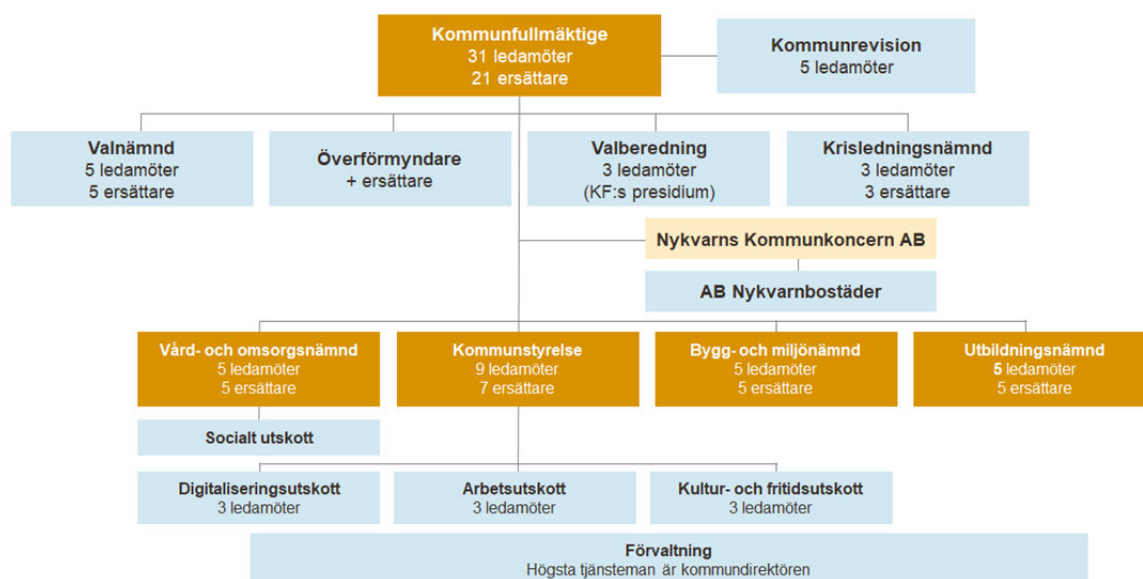 Kommunfullmäktige
31 ledamöter
21 ersättare
Kommunrevision
5 ledamöter
Valnämnd
5 ledamöter
5 ersättare
Överförmyndare
+ ersättare
Valberedning
3 ledamöter
(KF:s presidium)
Krisledningsnämnd
3 ledamöter
3 ersättare
Nykvarns Kommunkoncern AB
AB Nykvarnbostäder
Vård- och omsorgsnämnd
5 ledamöter
5 ersättare
Kommunstyrelse
9 ledamöter
7 ersättare
Bygg- och miljönämnd
5 ledamöter
5 ersättare
Utbildningsnämnd
5 ledamöter
5 ersättare
Socialt utskott
Digitaliseringsutskott
3 ledamöter
Arbetsutskott
3 ledamöter
Kultur- och fritidsutskott
3 ledamöter
Förvaltning
Högsta tjänsteman är kommundirektören